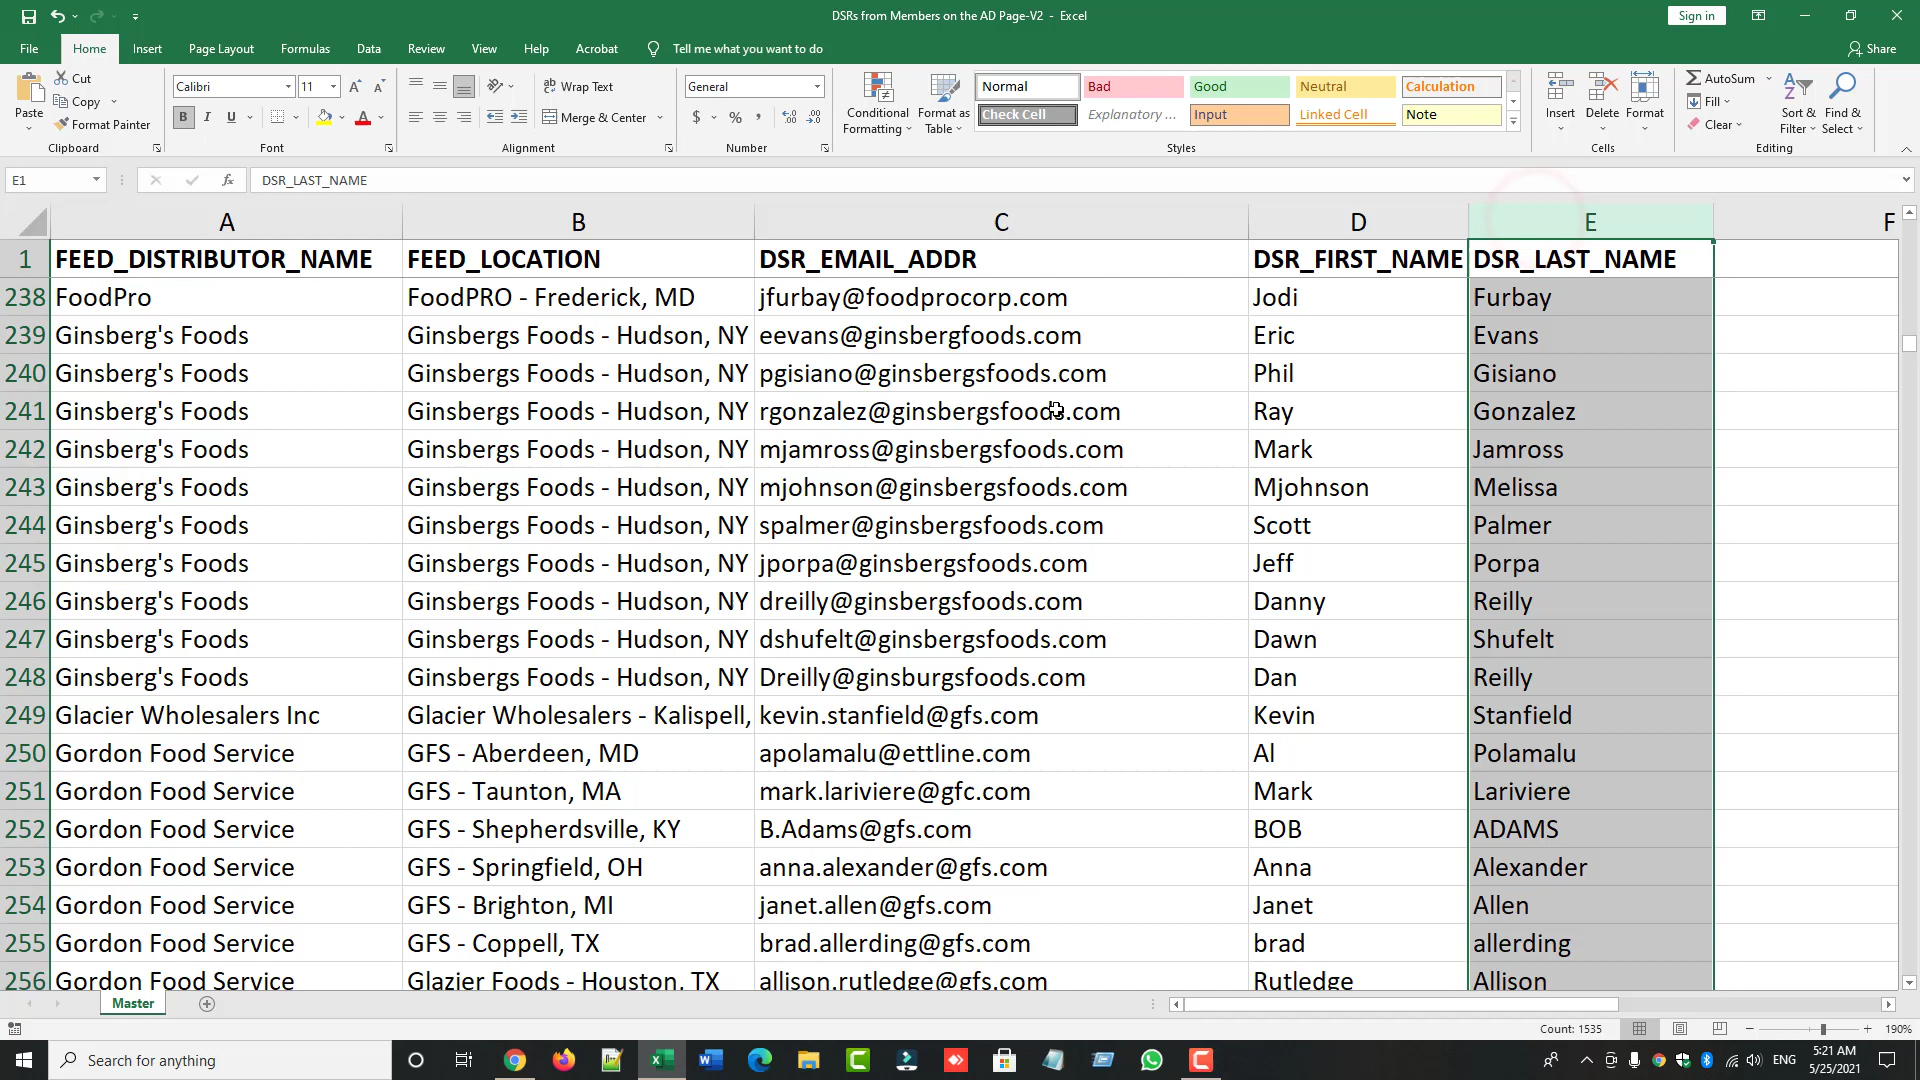 DSRs from Members on the AD Page-V2 - Excel
Sign in
File Home Insert Page Layout Formulas Data Review View Help Acrobat Tell me what you want to do Share
Paste Cut Copy Format Painter
Calibri 11
B I U
Wrap Text
Merge & Center
General
$ % ,
Conditional Formatting
Format as Table
Normal Bad Good Neutral Calculation
Check Cell Explanatory ... Input Linked Cell Note
Insert Delete Format
AutoSum
Fill
Clear
Sort & Filter
Find & Select
Clipboard Font Alignment Number Styles Cells Editing
E1 fx DSR_LAST_NAME
A B C D E F
1 FEED_DISTRIBUTOR_NAME FEED_LOCATION DSR_EMAIL_ADDR DSR_FIRST_NAME DSR_LAST_NAME
238 FoodPro FoodPRO - Frederick, MD jfurbay@foodprocorp.com Jodi Furbay
239 Ginsberg's Foods Ginsbergs Foods - Hudson, NY eevans@ginsbergfoods.com Eric Evans
240 Ginsberg's Foods Ginsbergs Foods - Hudson, NY pgisiano@ginsbergsfoods.com Phil Gisiano
241 Ginsberg's Foods Ginsbergs Foods - Hudson, NY rgonzalez@ginsbergsfoods.com Ray Gonzalez
242 Ginsberg's Foods Ginsbergs Foods - Hudson, NY mjamross@ginsbergsfoods.com Mark Jamross
243 Ginsberg's Foods Ginsbergs Foods - Hudson, NY mjohnson@ginsbergsfoods.com Mjohnson Melissa
244 Ginsberg's Foods Ginsbergs Foods - Hudson, NY spalmer@ginsbergsfoods.com Scott Palmer
245 Ginsberg's Foods Ginsbergs Foods - Hudson, NY jporpa@ginsbergsfoods.com Jeff Porpa
246 Ginsberg's Foods Ginsbergs Foods - Hudson, NY dreilly@ginsbergsfoods.com Danny Reilly
247 Ginsberg's Foods Ginsbergs Foods - Hudson, NY dshufelt@ginsbergsfoods.com Dawn Shufelt
248 Ginsberg's Foods Ginsbergs Foods - Hudson, NY Dreilly@ginsburgsfoods.com Dan Reilly
249 Glacier Wholesalers Inc Glacier Wholesalers - Kalispell, kevin.stanfield@gfs.com Kevin Stanfield
250 Gordon Food Service GFS - Aberdeen, MD apolamalu@ettline.com Al Polamalu
251 Gordon Food Service GFS - Taunton, MA mark.lariviere@gfc.com Mark Lariviere
252 Gordon Food Service GFS - Shepherdsville, KY B.Adams@gfs.com BOB ADAMS
253 Gordon Food Service GFS - Springfield, OH anna.alexander@gfs.com Anna Alexander
254 Gordon Food Service GFS - Brighton, MI janet.allen@gfs.com Janet Allen
255 Gordon Food Service GFS - Coppell, TX brad.allerding@gfs.com brad allerding
256 Gordon Food Service Glazier Foods - Houston, TX allison.rutledge@gfs.com Rutledge Allison
Master
Count: 1535 190%
Search for anything
ENG
5:21 AM
5/25/2021